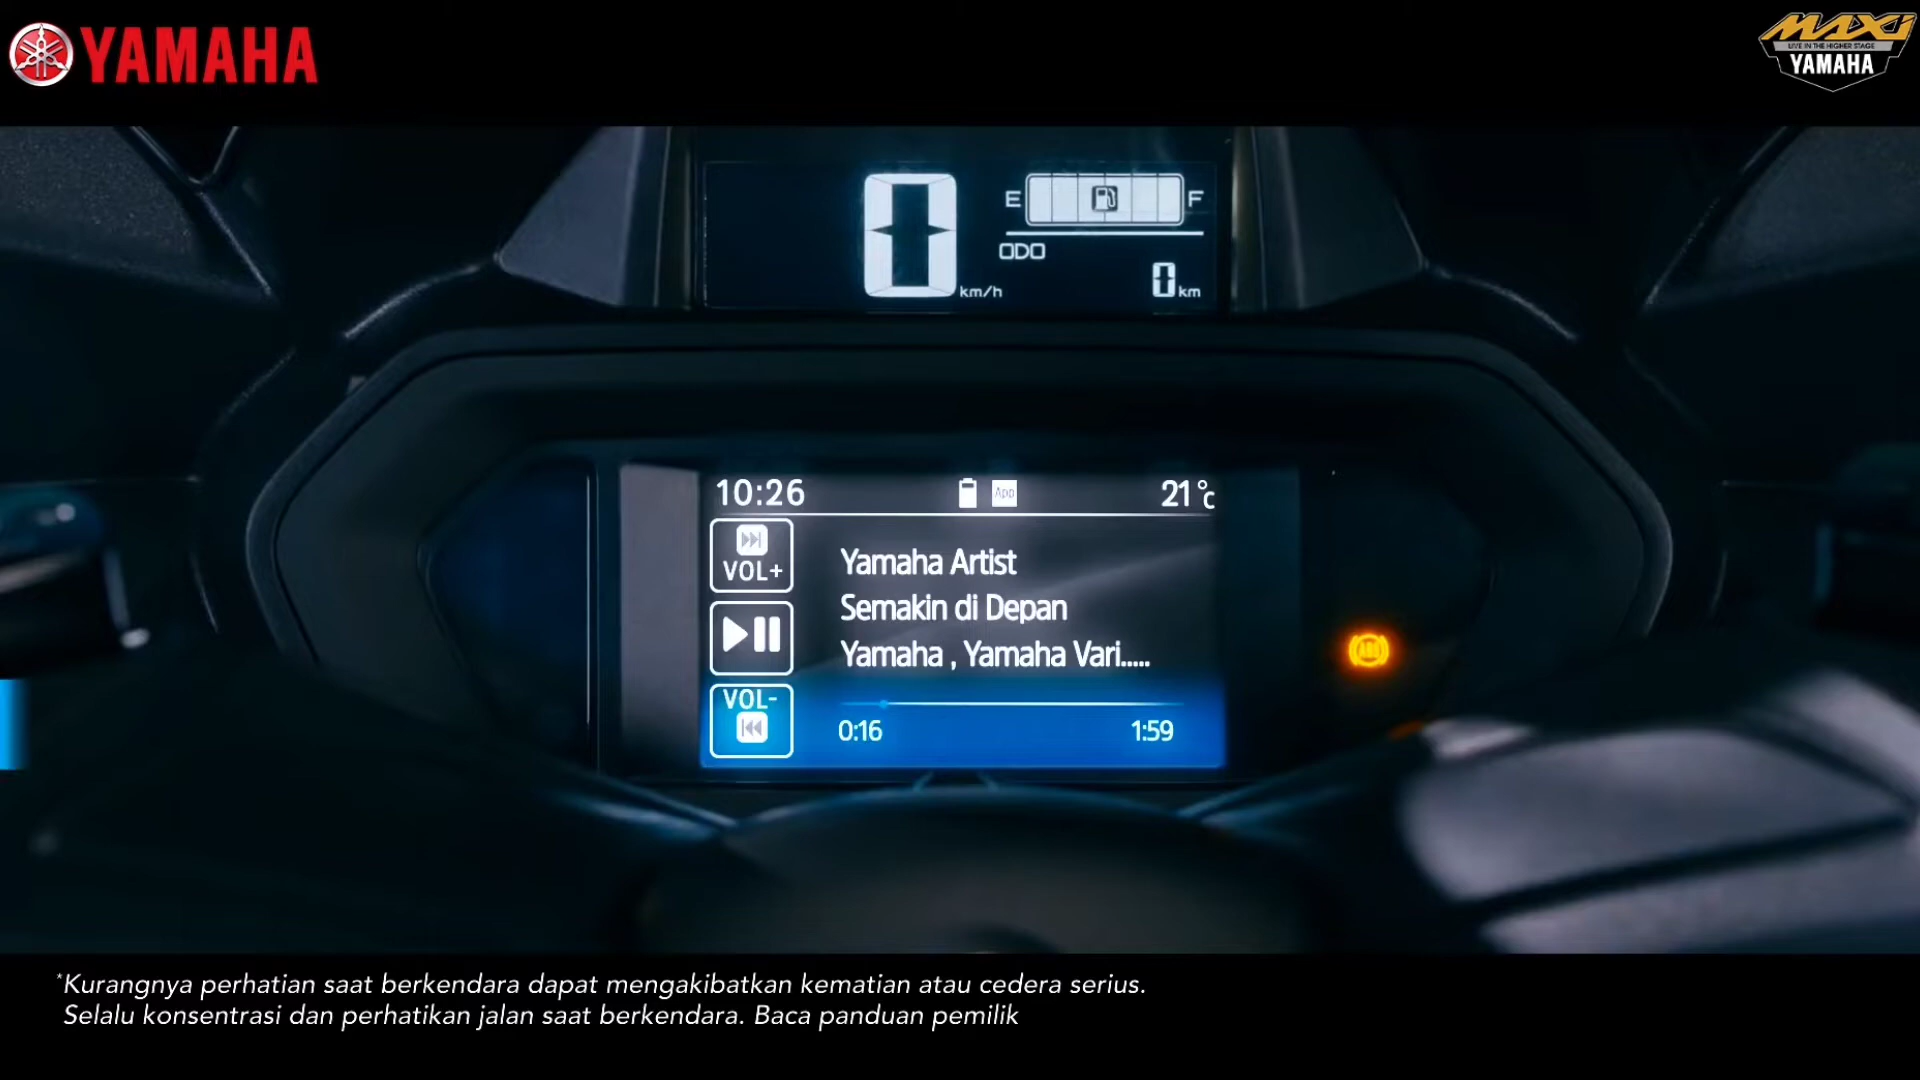 YAMAHA
MAXI
LIVE IN THE HIGHER STAGE
YAMAHA
0 km/h
E F
ODO
0 km
10:26 App 21°C
VOL+
Yamaha Artist
Semakin di Depan
Yamaha , Yamaha Vari.....
VOL-
0:16 1:59
ABS
*Kurangnya perhatian saat berkendara dapat mengakibatkan kematian atau cedera serius.
Selalu konsentrasi dan perhatikan jalan saat berkendara. Baca panduan pemilik